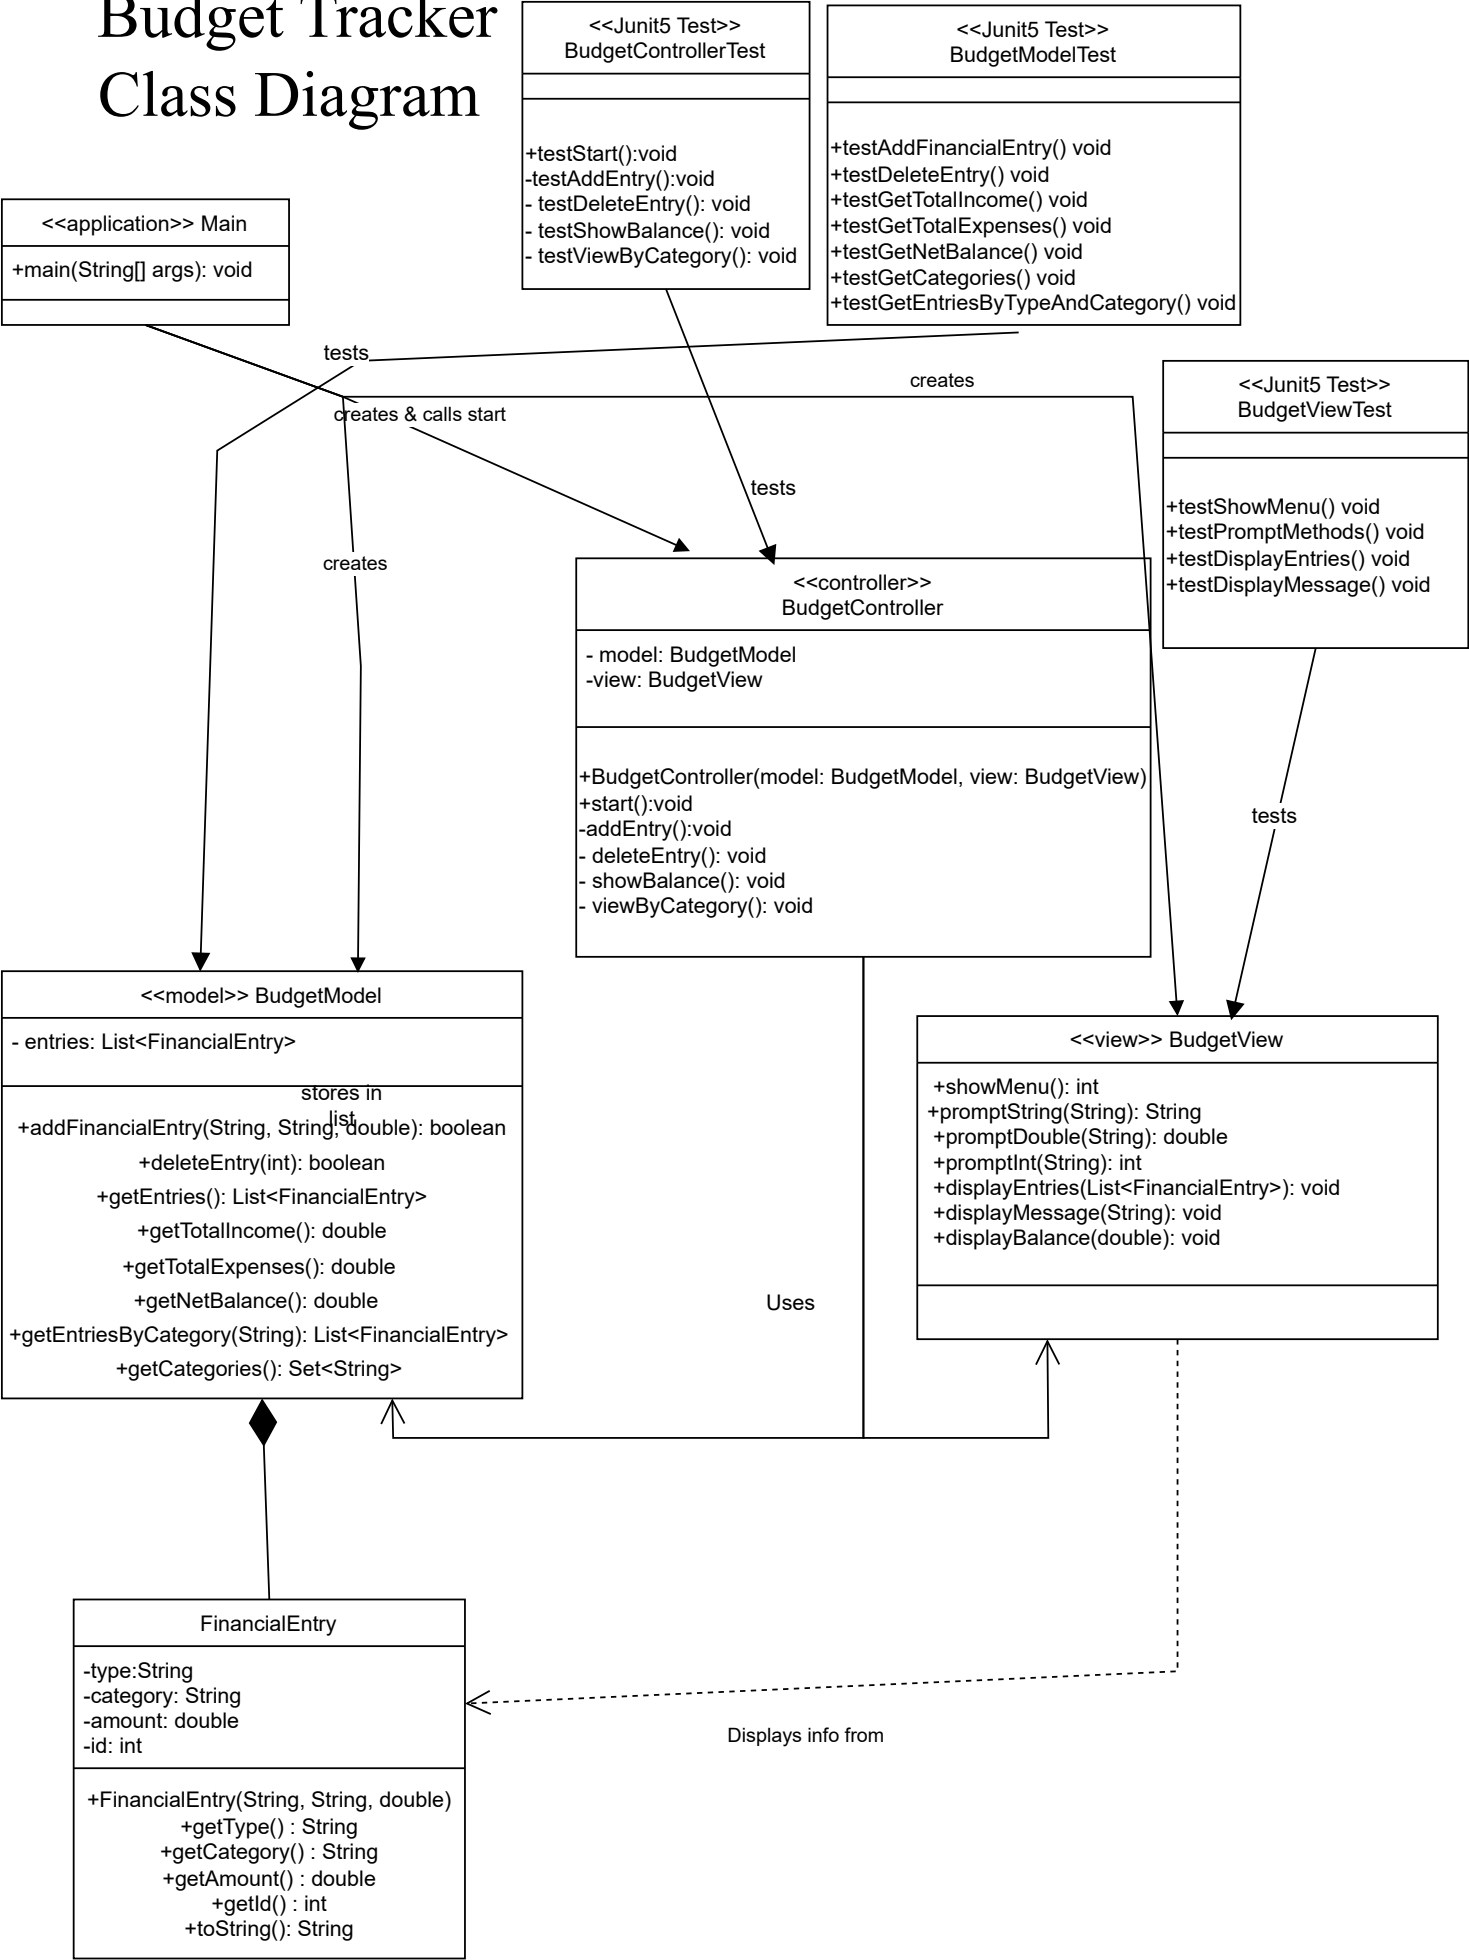 Budget Tracker
Class Diagram
<<Junit5 Test>>
BudgetControllerTest
+testStart():void
-testAddEntry():void
- testDeleteEntry(): void
- testShowBalance(): void
- testViewByCategory(): void
<<Junit5 Test>>
BudgetModelTest
+testAddFinancialEntry() void
+testDeleteEntry() void
+testGetTotalIncome() void
+testGetTotalExpenses() void
+testGetNetBalance() void
+testGetCategories() void
+testGetEntriesByTypeAndCategory() void
<<application>> Main
+main(String[] args): void
tests
creates
creates & calls start
<<Junit5 Test>>
BudgetViewTest
+testShowMenu() void
+testPromptMethods() void
+testDisplayEntries() void
+testDisplayMessage() void
tests
creates
<<controller>>
BudgetController
- model: BudgetModel
-view: BudgetView
+BudgetController(model: BudgetModel, view: BudgetView)
+start():void
-addEntry():void
- deleteEntry(): void
- showBalance(): void
- viewByCategory(): void
tests
<<model>> BudgetModel
- entries: List<FinancialEntry>
stores in
list
+addFinancialEntry(String, String, double): boolean
+deleteEntry(int): boolean
+getEntries(): List<FinancialEntry>
+getTotalIncome(): double
+getTotalExpenses(): double
+getNetBalance(): double
+getEntriesByCategory(String): List<FinancialEntry>
+getCategories(): Set<String>
<<view>> BudgetView
+showMenu(): int
+promptString(String): String
+promptDouble(String): double
+promptInt(String): int
+displayEntries(List<FinancialEntry>): void
+displayMessage(String): void
+displayBalance(double): void
Uses
FinancialEntry
-type:String
-category: String
-amount: double
-id: int
+FinancialEntry(String, String, double)
+getType() : String
+getCategory() : String
+getAmount() : double
+getId() : int
+toString(): String
Displays info from